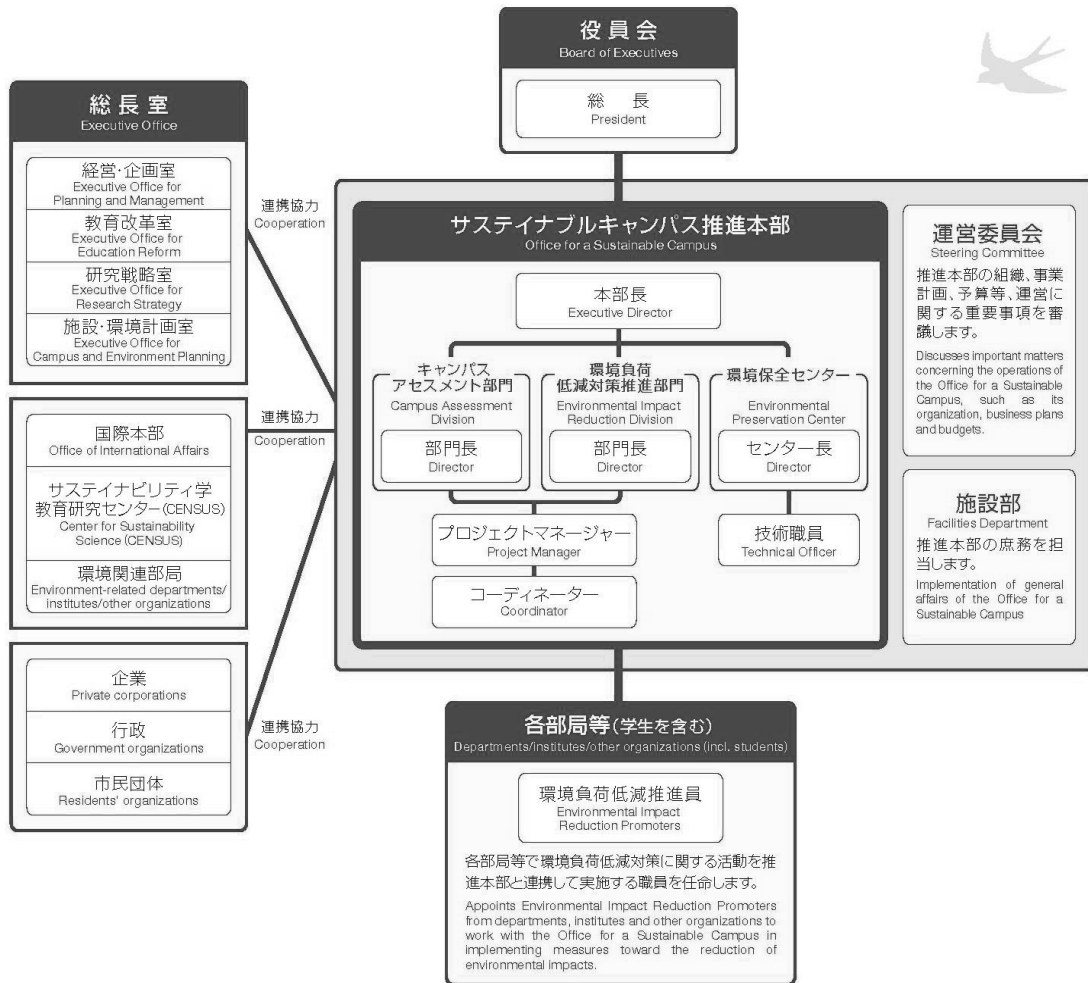 役員会
Board of Executives
総 長
President
総長室
Executive Office
経営・企画室
Executive Office for
Planning and Management
教育改革室
Executive Office for
Education Reform
研究戦略室
Executive Office for
Research Strategy
施設・環境計画室
Executive Office for
Campus and Environment Planning
連携協力
Cooperation
国際本部
Office of International Affairs
サステイナビリティ学
教育研究センター(CENSUS)
Center for Sustainability
Science (CENSUS)
環境関連部局
Environment-related departments/
institutes/other organizations
連携協力
Cooperation
企業
Private corporations
行政
Government organizations
市民団体
Residents' organizations
連携協力
Cooperation
サステイナブルキャンパス推進本部
Office for a Sustainable Campus
本部長
Executive Director
キャンパス
アセスメント部門
Campus Assessment
Division
部門長
Director
環境負荷
低減対策推進部門
Environmental Impact
Reduction Division
部門長
Director
環境保全センター
Environmental
Preservation Center
センター長
Director
プロジェクトマネージャー
Project Manager
コーディネーター
Coordinator
技術職員
Technical Officer
運営委員会
Steering Committee
推進本部の組織、事業
計画、予算等、運営に
関する重要事項を審
議します。
Discusses important matters
concerning the operations of
the Office for a Sustainable
Campus, such as its
organization, business plans
and budgets.
施設部
Facilities Department
推進本部の庶務を担
当します。
Implementation of general
affairs of the Office for a
Sustainable Campus
各部局等(学生を含む)
Departments/institutes/other organizations (incl. students)
環境負荷低減推進員
Environmental Impact
Reduction Promoters
各部局等で環境負荷低減対策に関する活動を推
進本部と連携して実施する職員を任命します。
Appoints Environmental Impact Reduction Promoters
from departments, institutes and other organizations to
work with the Office for a Sustainable Campus in
implementing measures toward the reduction of
environmental impacts.